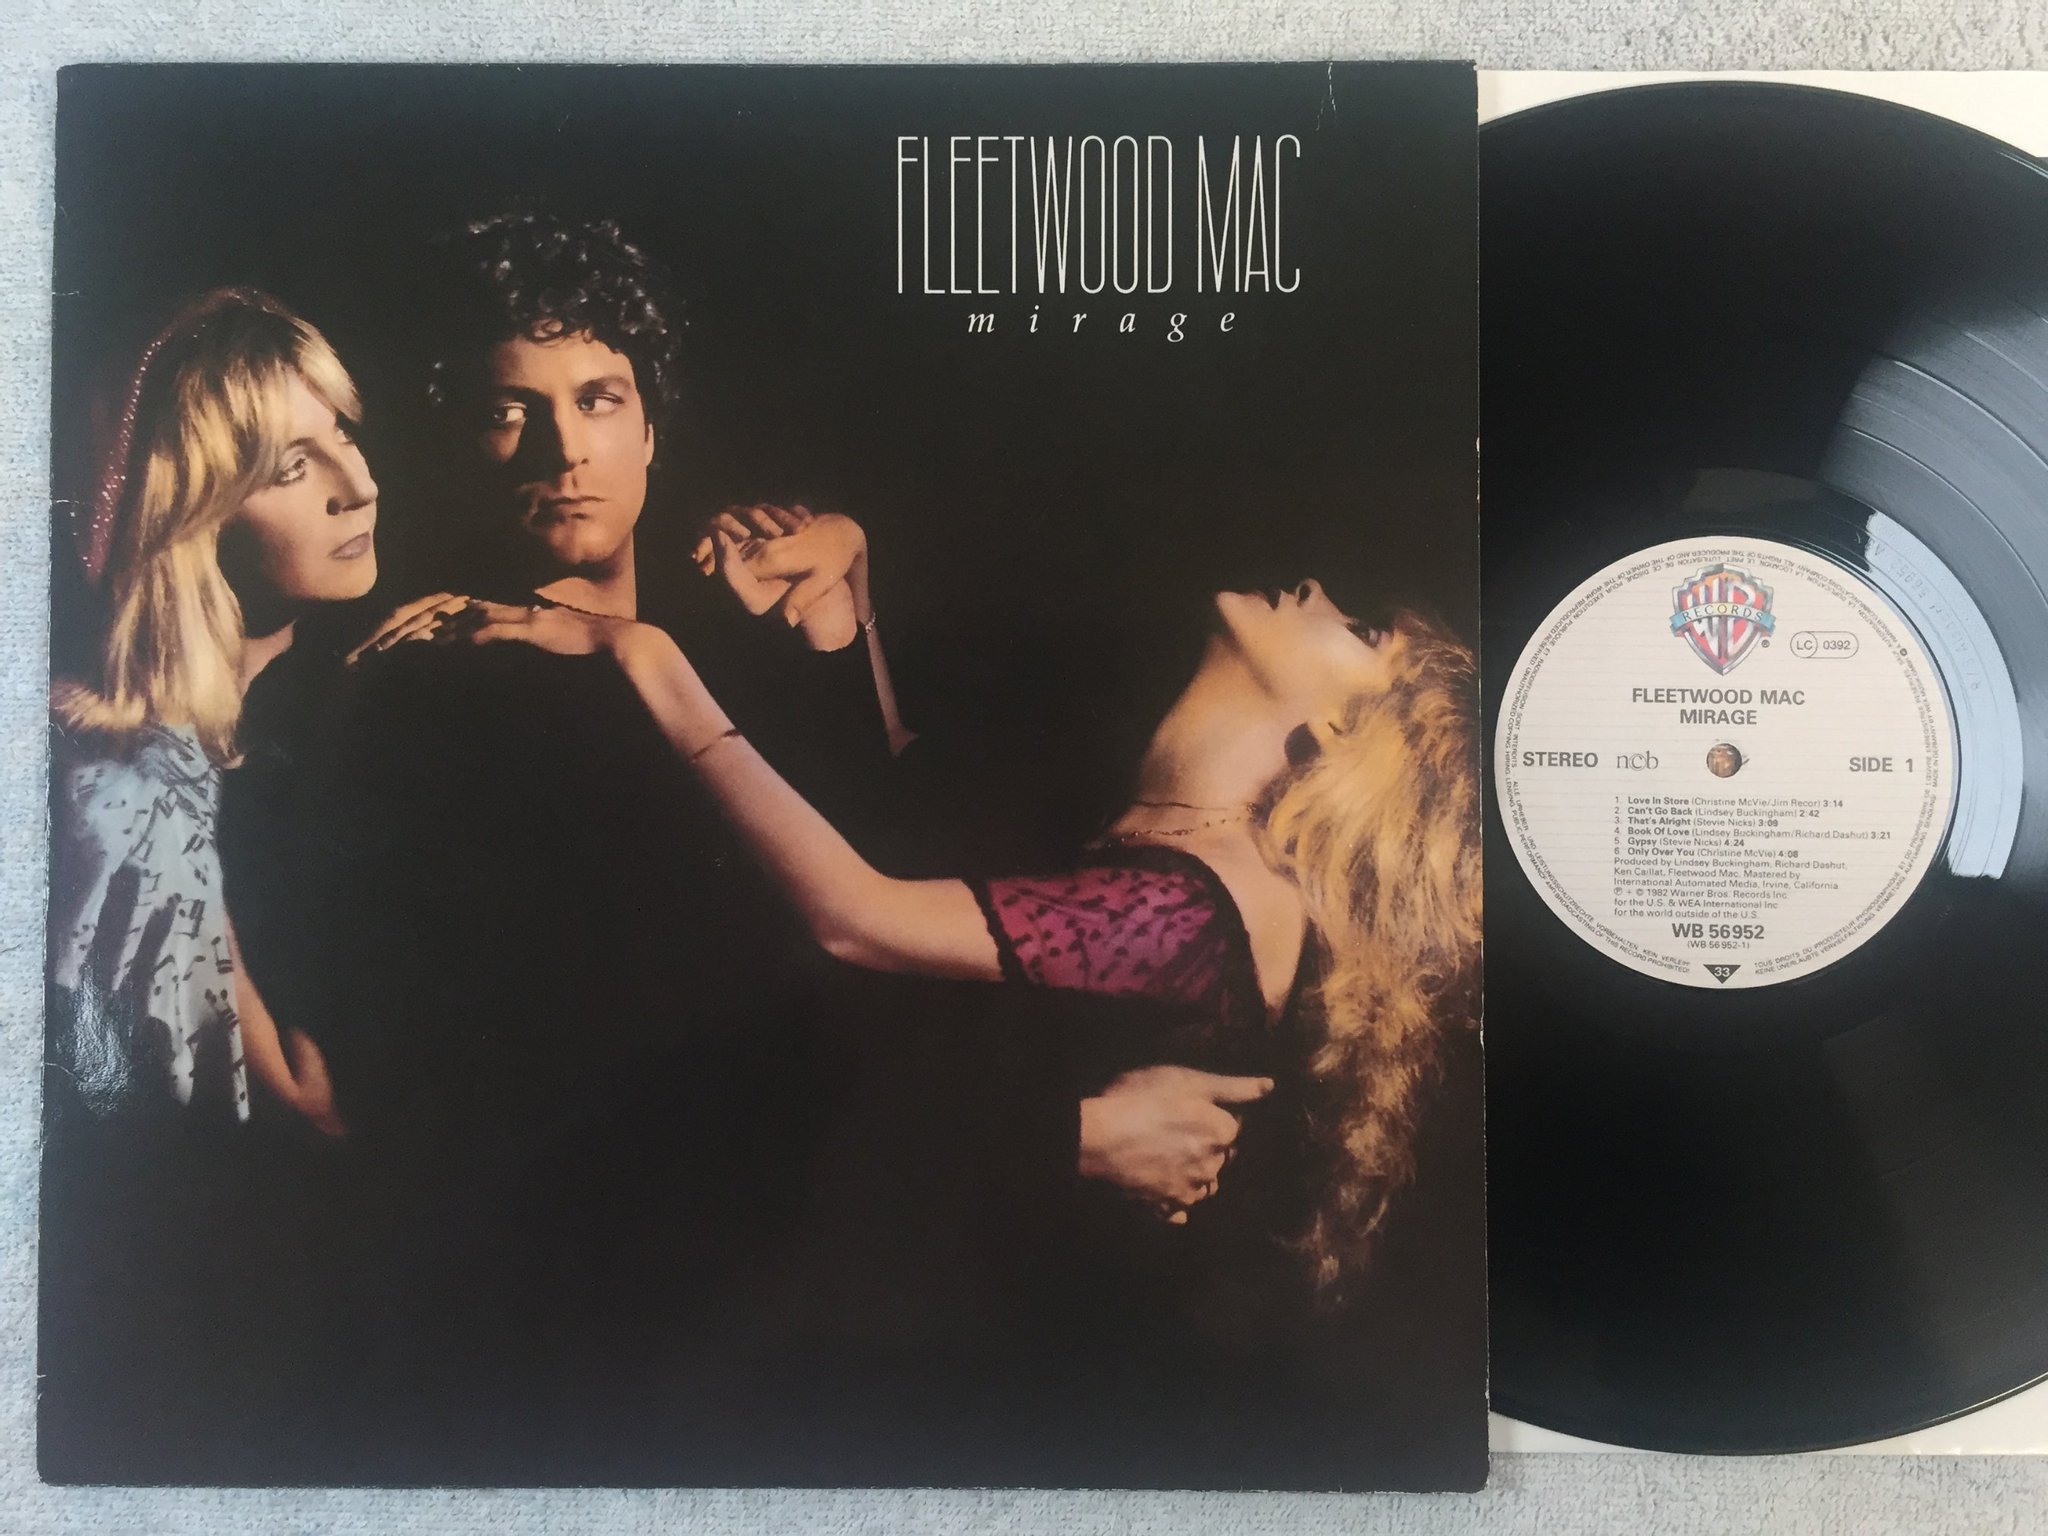 FLEETWOOD MAC
mirage
RECORDS
LC 0392
FLEETWOOD MAC
MIRAGE
STEREO ncb SIDE 1
1. Love In Store (Christine McVie/Jim Recor) 3:14
2. Can't Go Back (Lindsey Buckingham) 2:42
3. That's Alright (Stevie Nicks) 3:09
4. Book Of Love (Lindsey Buckingham/Richard Dashut) 3:21
5. Gypsy (Stevie Nicks) 4:24
6. Only Over You (Christine McVie) 4:08
Produced by Lindsey Buckingham, Richard Dashut,
Ken Caillat, Fleetwood Mac. Mastered by
International Automated Media, Irvine, California
℗ + © 1982 Warner Bros. Records Inc.
for the U.S. & WEA International Inc
for the world outside of the U.S.
WB 56952
(WB 56 952-1)
33